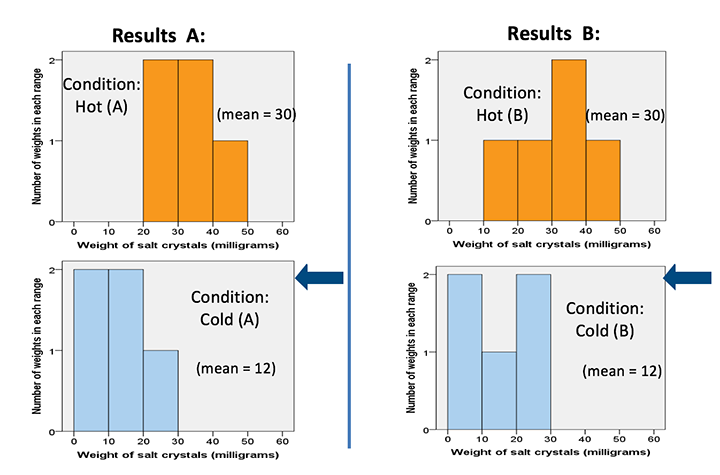 Results A:
Number of weights in each range
2
1
0
Condition:
Hot (A)
(mean = 30)
0 10 20 30 40 50 60
Weight of salt crystals (milligrams)
Number of weights in each range
2
1
0
Condition:
Cold (A)
(mean = 12)
0 10 20 30 40 50 60
Weight of salt crystals (milligrams)
Results B:
Number of weights in each range
2
1
0
Condition:
Hot (B)
(mean = 30)
0 10 20 30 40 50 60
Weight of salt crystals (milligrams)
Number of weights in each range
2
1
0
Condition:
Cold (B)
(mean = 12)
0 10 20 30 40 50 60
Weight of salt crystals (milligrams)